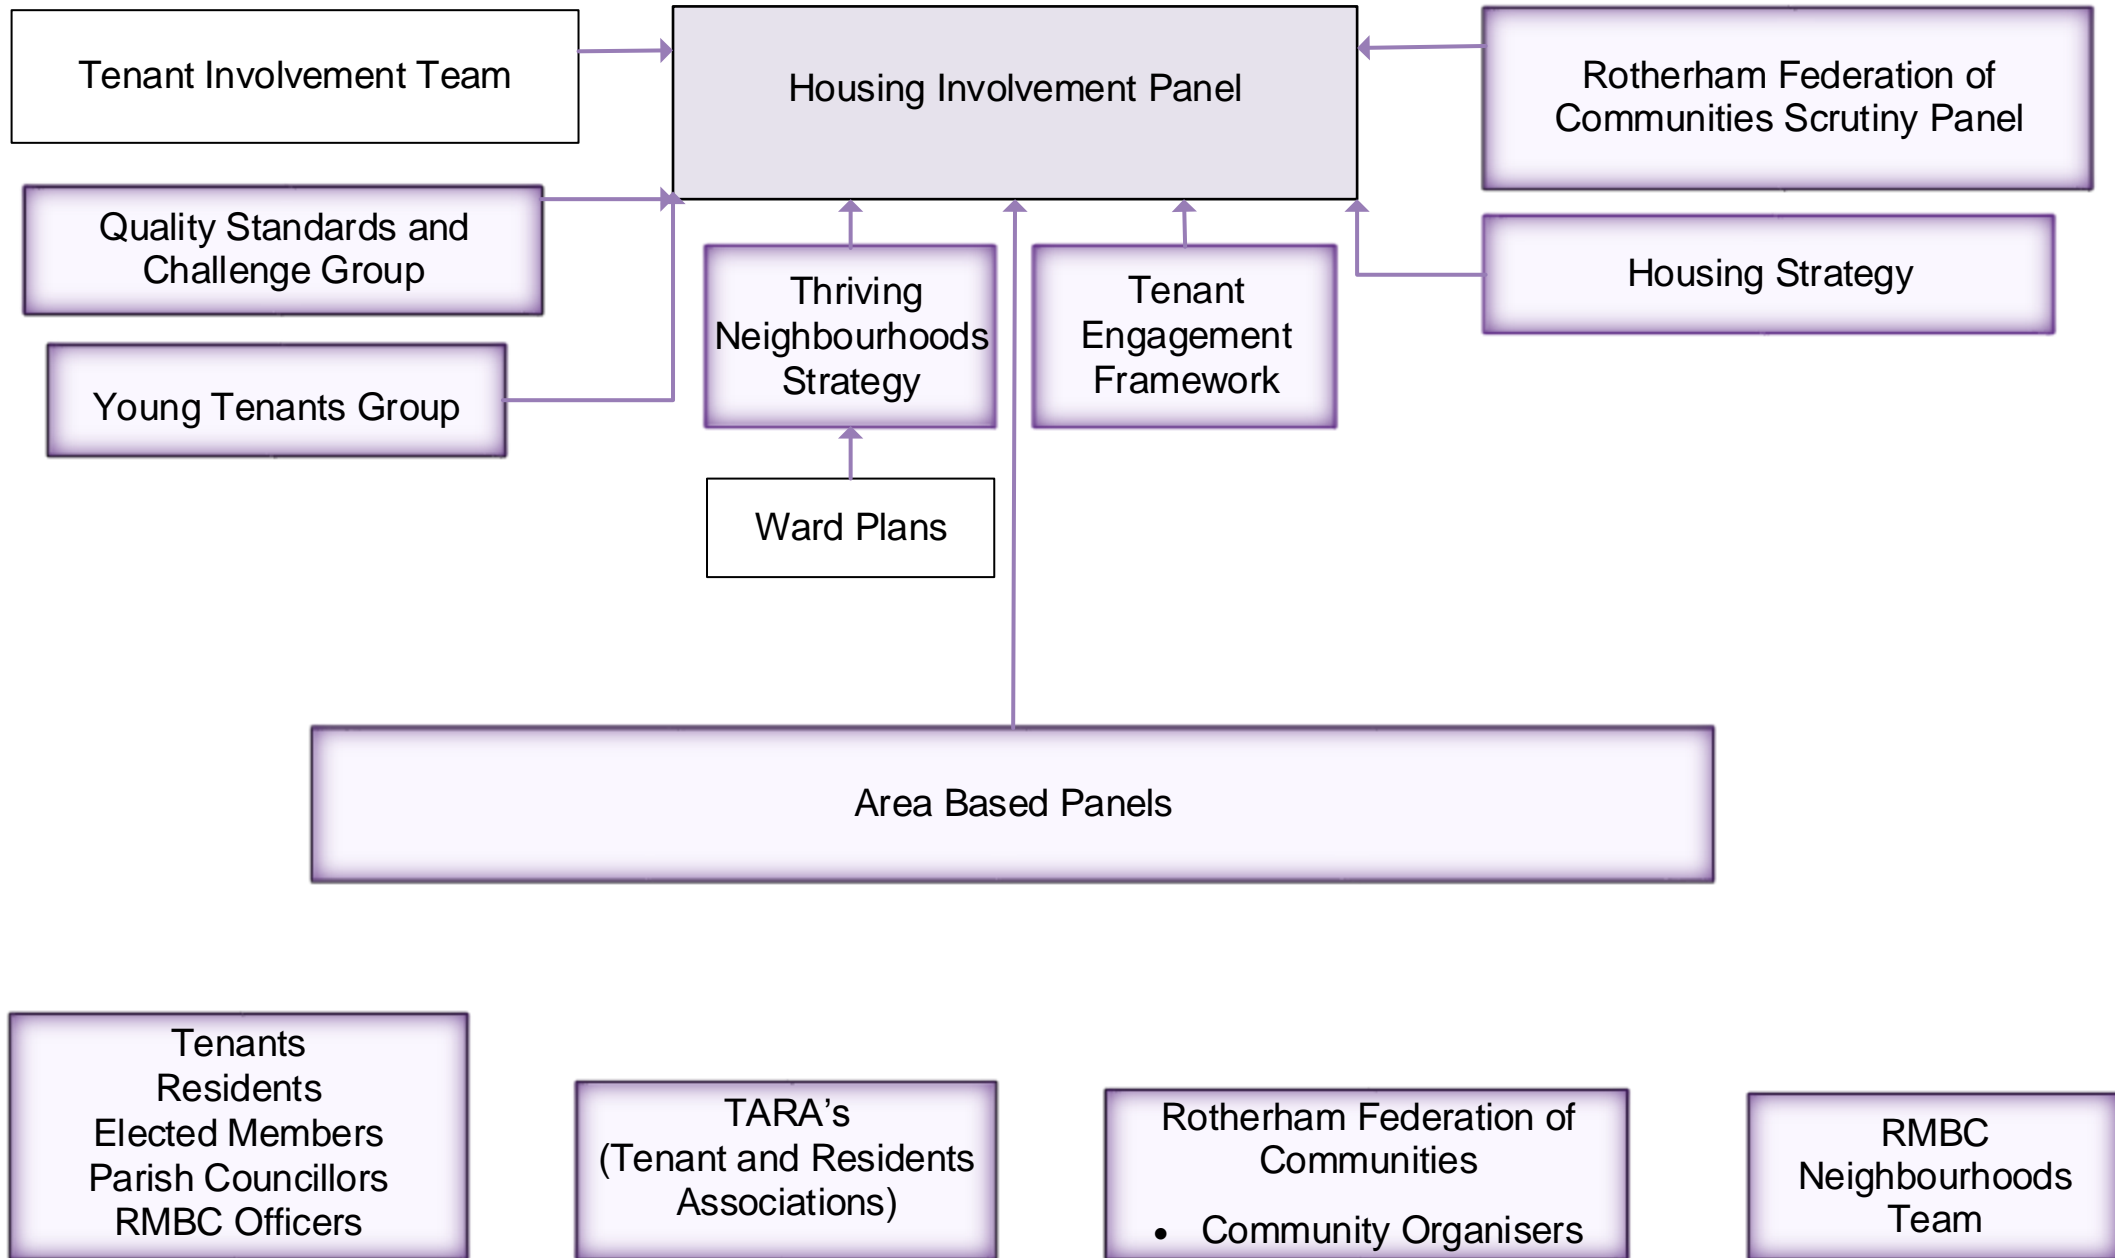 Tenant Involvement Team
Housing Involvement Panel
Rotherham Federation of
Communities Scrutiny Panel
Quality Standards and
Challenge Group
Thriving
Neighbourhoods
Strategy
Tenant
Engagement
Framework
Housing Strategy
Young Tenants Group
Ward Plans
Area Based Panels
Tenants
Residents
Elected Members
Parish Councillors
RMBC Officers
TARA’s
(Tenant and Residents
Associations)
Rotherham Federation of
Communities
• Community Organisers
RMBC
Neighbourhoods
Team